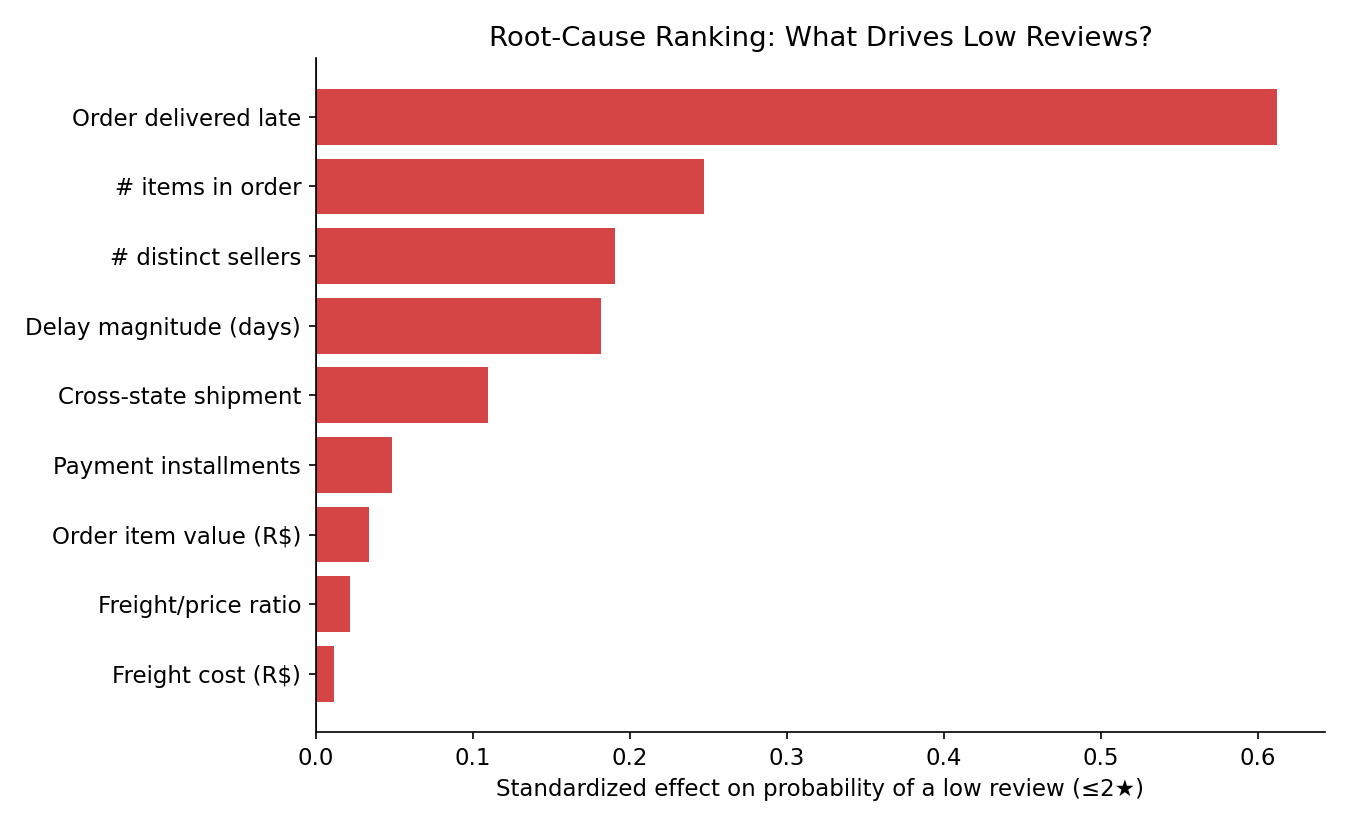 Root-Cause Ranking: What Drives Low Reviews?
Order delivered late
# items in order
# distinct sellers
Delay magnitude (days)
Cross-state shipment
Payment installments
Order item value (R$)
Freight/price ratio
Freight cost (R$)
0.0 0.1 0.2 0.3 0.4 0.5 0.6
Standardized effect on probability of a low review (≤2★)